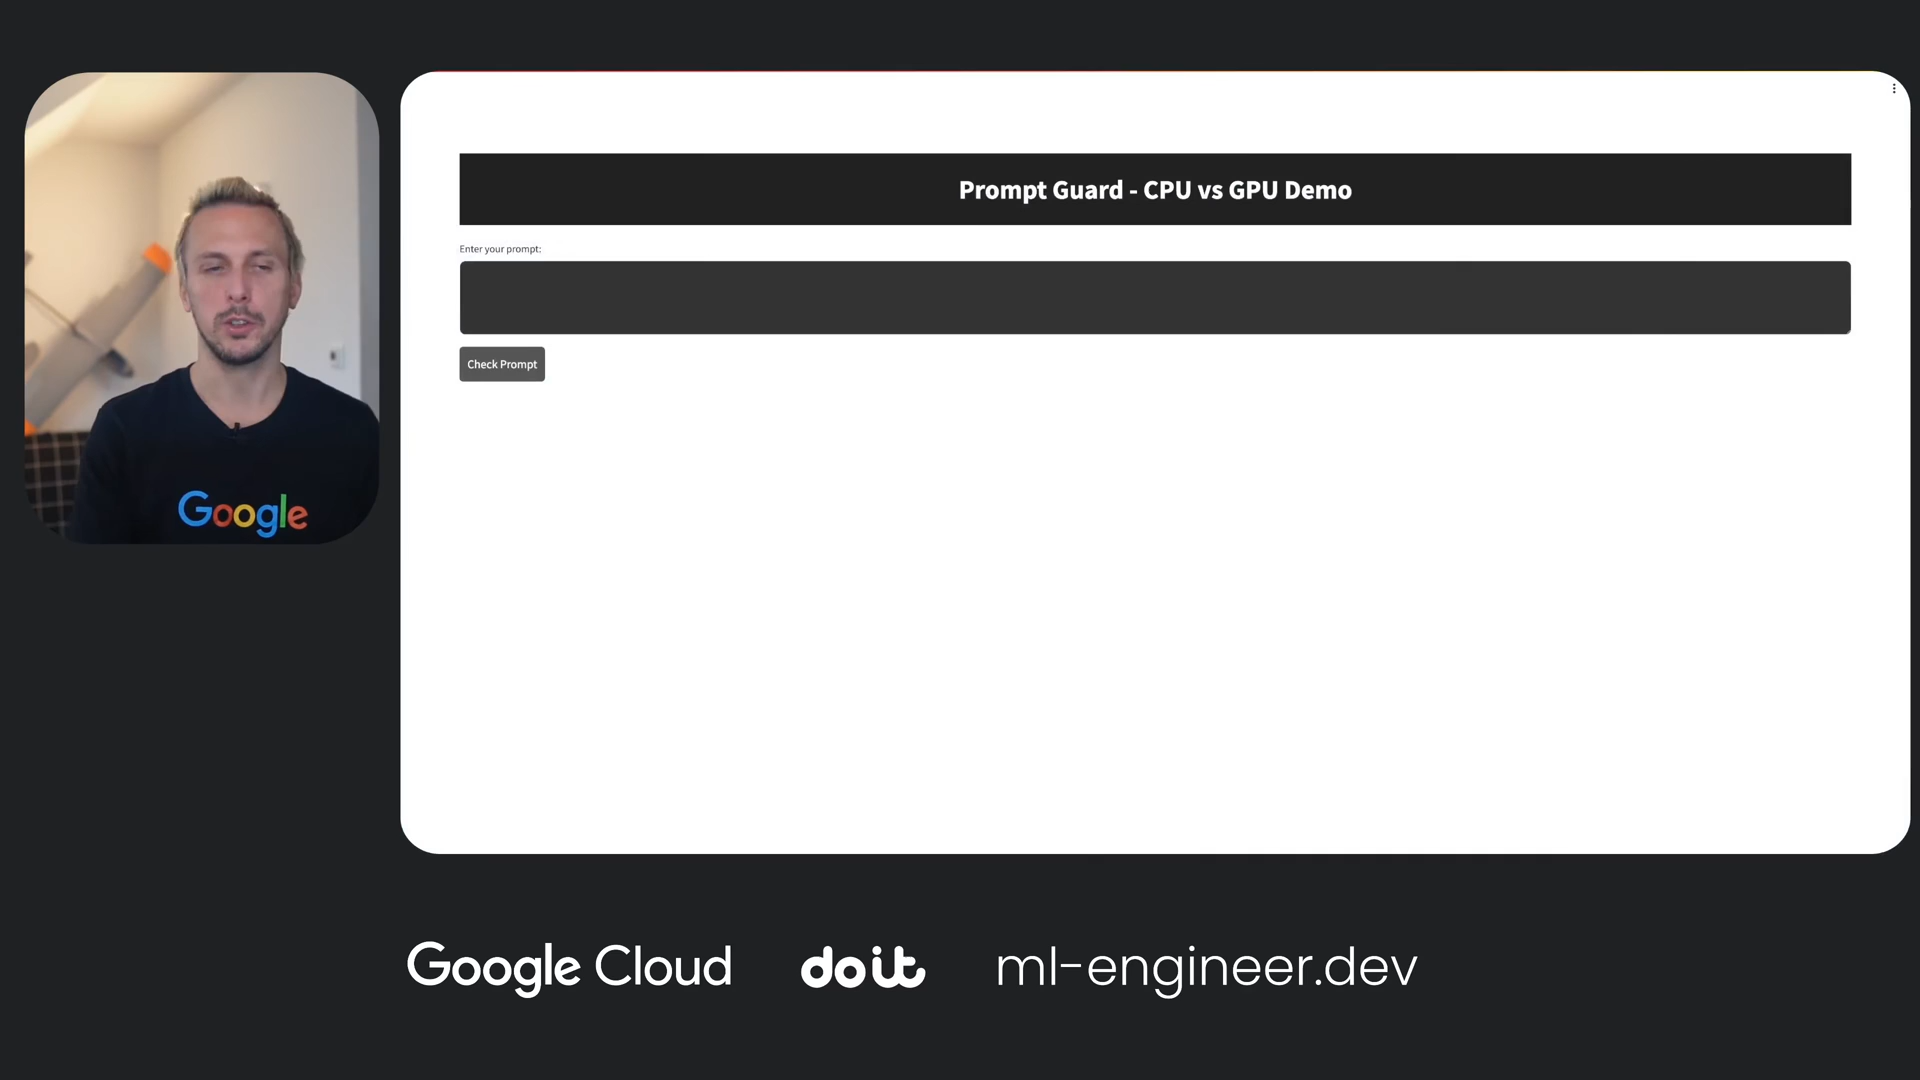 Prompt Guard - CPU vs GPU Demo
Enter your prompt:
Check Prompt
Google
Google Cloud
doit
ml-engineer.dev